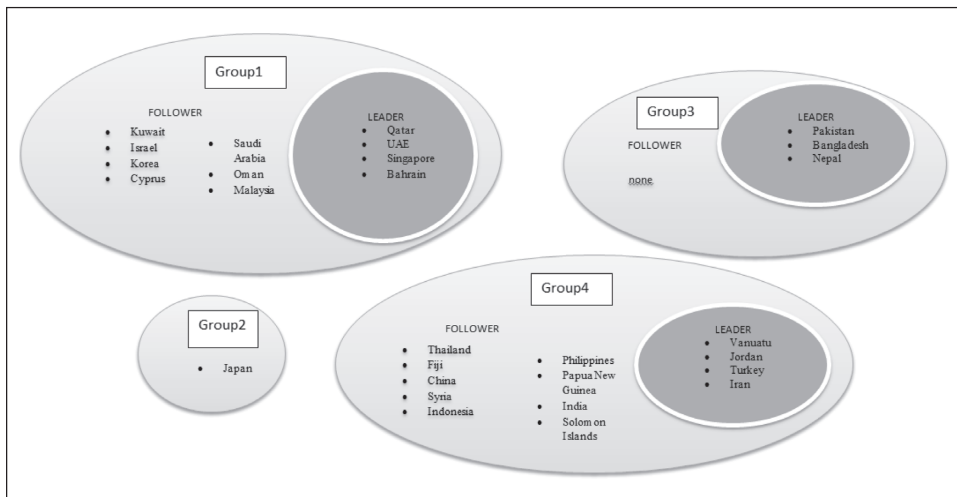 Group1
FOLLOWER
• Kuwait
• Israel
• Korea
• Cyprus
• Saudi
Arabia
• Oman
• Malaysia
LEADER
• Qatar
• UAE
• Singapore
• Bahrain
Group3
FOLLOWER
none
LEADER
• Pakistan
• Bangladesh
• Nepal
Group2
• Japan
Group4
FOLLOWER
• Thailand
• Fiji
• China
• Syria
• Indonesia
• Philippines
• Papua New
Guinea
• India
• Solomon
Islands
LEADER
• Vanuatu
• Jordan
• Turkey
• Iran